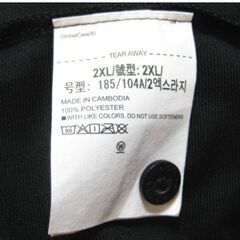 GlobalCare30
TEAR AWAY
2XL/號型: 2XL/
号型: 185/104A/2엑스라지
MADE IN CAMBODIA
100% POLYESTER
WITH LIKE COLORS. DO NOT USE SOFTENERS.
30